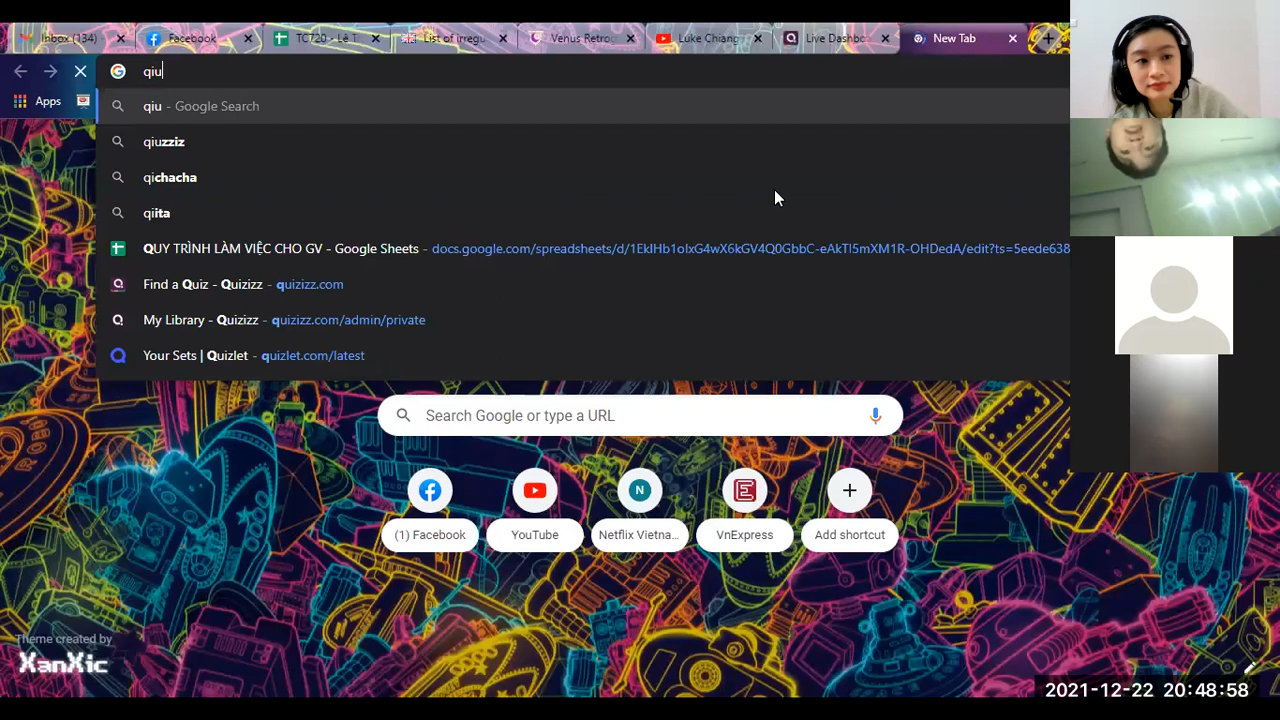 Inbox (134)
Facebook
TCT20 - Lê T
List of irregu
Venus Retrog
Luke Chiang
Live Dashbo
New Tab
qiu
Apps
qiu - Google Search
qiuzziz
qichacha
qiita
QUY TRÌNH LÀM VIỆC CHO GV - Google Sheets - docs.google.com/spreadsheets/d/1EkIHb1olxG4wX6kGV4Q0GbbC-eAkTl5mXM1R-OHDedA/edit?ts=5eede638
Find a Quiz - Quizizz - quizizz.com
My Library - Quizizz - quizizz.com/admin/private
Your Sets | Quizlet - quizlet.com/latest
Search Google or type a URL
N
(1) Facebook
YouTube
Netflix Vietna...
VnExpress
Add shortcut
Theme created by
XanXic
2021-12-22 20:48:58